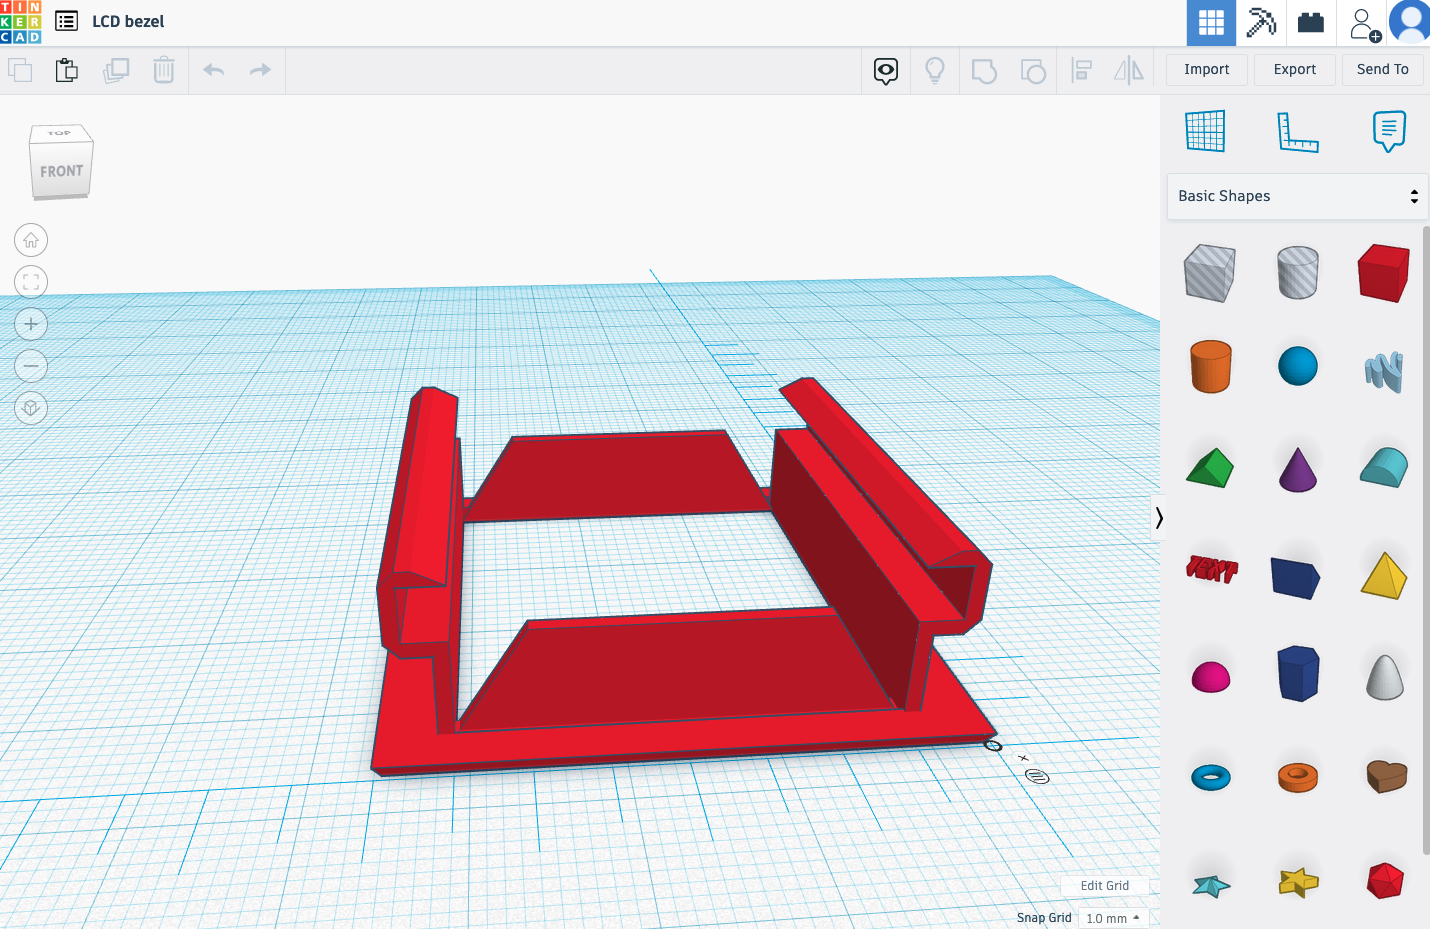 TIN
KER
CAD
LCD bezel
Import
Export
Send To
TOP
FRONT
Basic Shapes
TEXT
Edit Grid
Snap Grid
1.0 mm